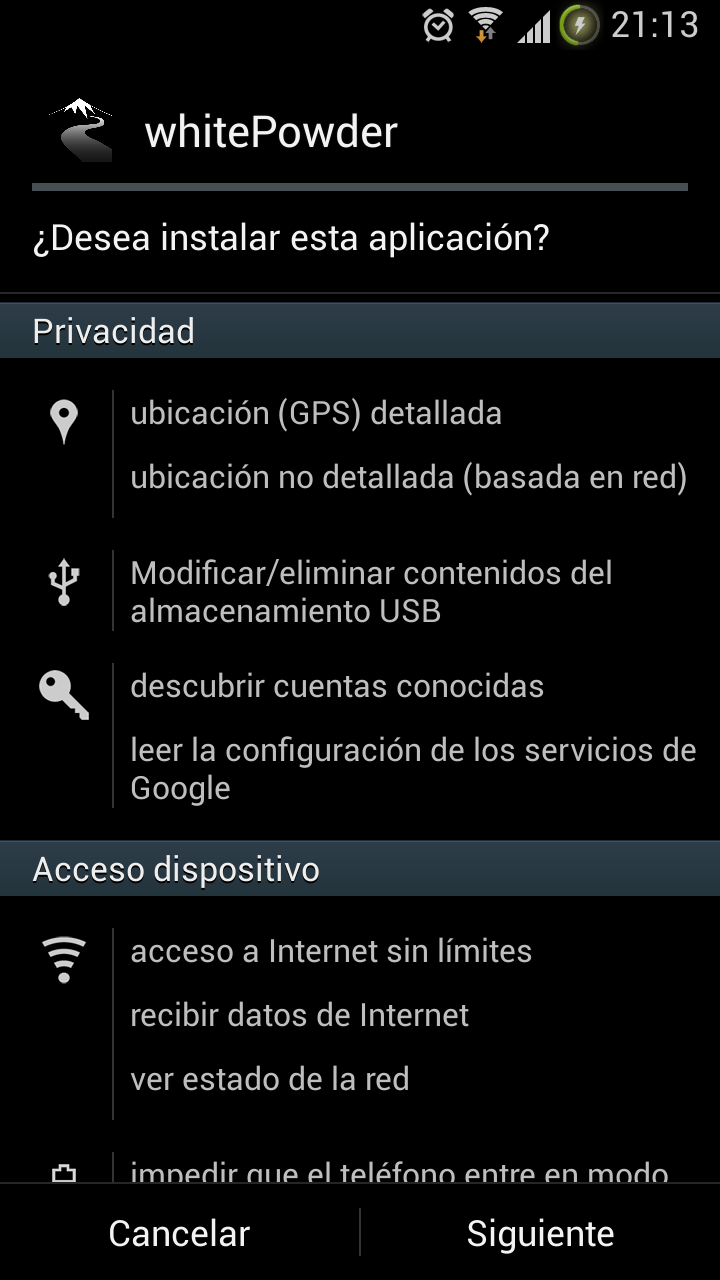 21:13
whitePowder
¿Desea instalar esta aplicación?
Privacidad
ubicación (GPS) detallada
ubicación no detallada (basada en red)
Modificar/eliminar contenidos del
almacenamiento USB
descubrir cuentas conocidas
leer la configuración de los servicios de
Google
Acceso dispositivo
acceso a Internet sin límites
recibir datos de Internet
ver estado de la red
impedir que el teléfono entre en modo
Cancelar
Siguiente